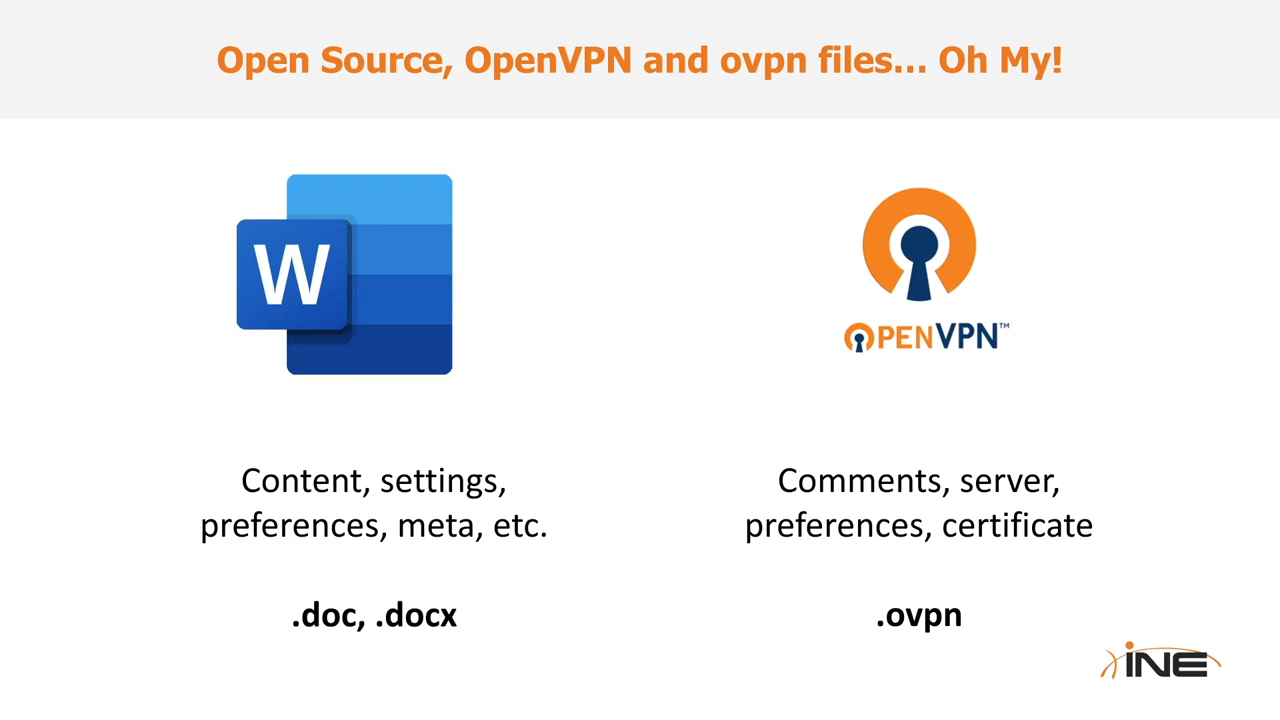 Open Source, OpenVPN and ovpn files... Oh My!
W
OPENVPN™
Content, settings,
preferences, meta, etc.
.doc, .docx
Comments, server,
preferences, certificate
.ovpn
iNE